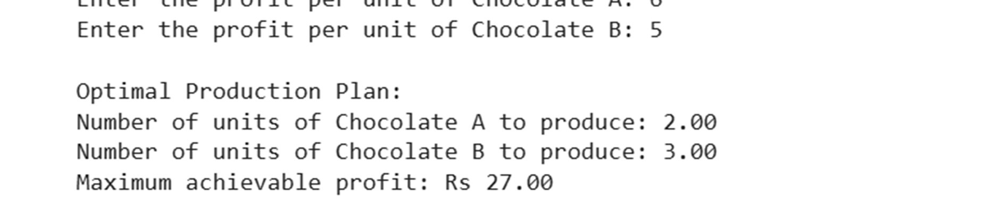 Enter the profit per unit of Chocolate A: 6
Enter the profit per unit of Chocolate B: 5
Optimal Production Plan:
Number of units of Chocolate A to produce: 2.00
Number of units of Chocolate B to produce: 3.00
Maximum achievable profit: Rs 27.00